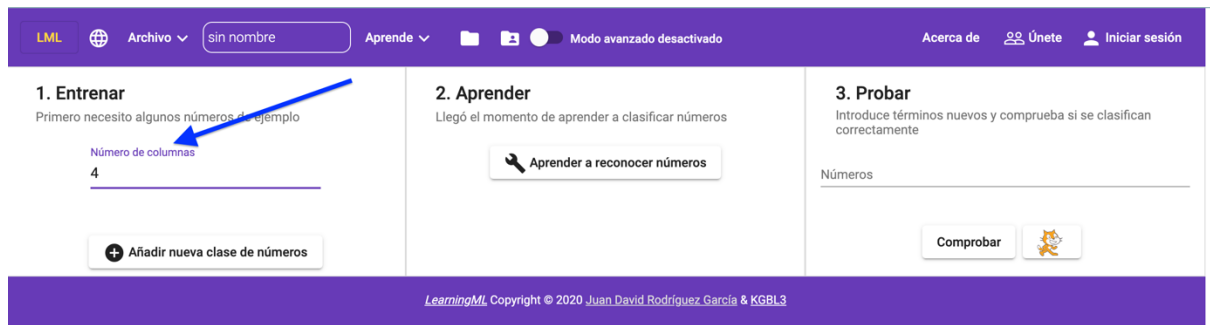 LML Archivo sin nombre Aprende Modo avanzado desactivado Acerca de Únete Iniciar sesión
1. Entrenar
Primero necesito algunos números de ejemplo
Número de columnas
4
Añadir nueva clase de números
2. Aprender
Llegó el momento de aprender a clasificar números
Aprender a reconocer números
3. Probar
Introduce términos nuevos y comprueba si se clasifican
correctamente
Números
Comprobar
LearningML Copyright © 2020 Juan David Rodríguez García & KGBL3